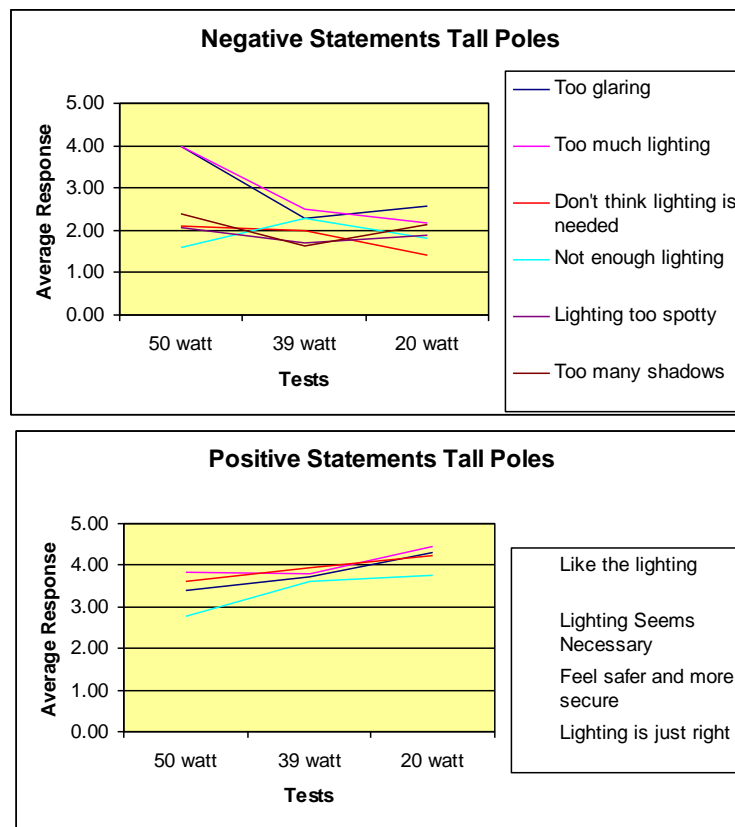 Negative Statements Tall Poles
5.00
4.00
3.00
2.00
1.00
0.00
Average Response
50 watt 39 watt 20 watt
Tests
Too glaring
Too much lighting
Don't think lighting is
needed
Not enough lighting
Lighting too spotty
Too many shadows
Positive Statements Tall Poles
5.00
4.00
3.00
2.00
1.00
0.00
Average Response
50 watt 39 watt 20 watt
Tests
Like the lighting
Lighting Seems
Necessary
Feel safer and more
secure
Lighting is just right